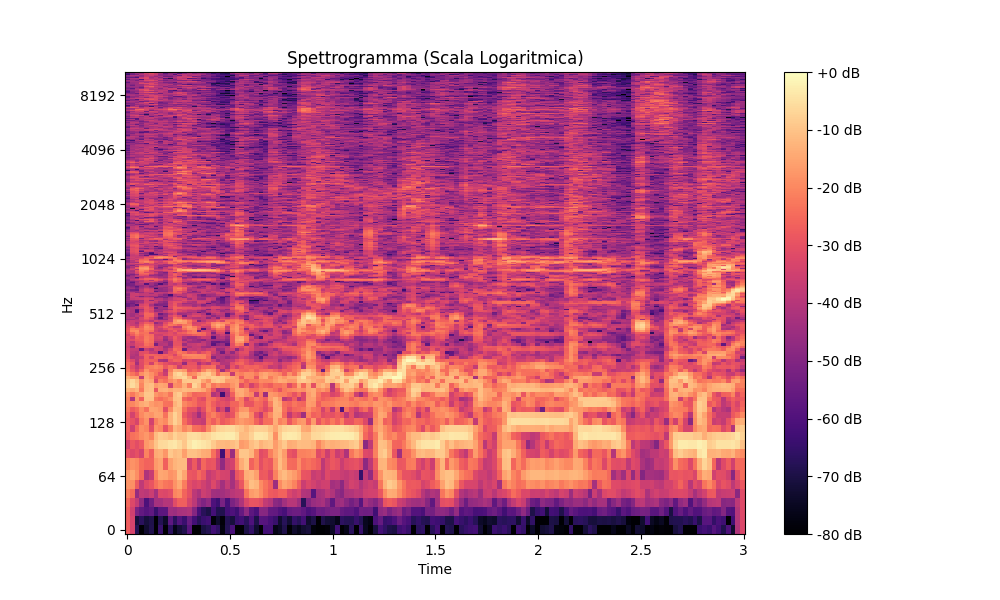 Spettrogramma (Scala Logaritmica)
8192
4096
2048
1024
512
256
128
64
0
Hz
0
0.5
1
1.5
2
2.5
3
Time
+0 dB
-10 dB
-20 dB
-30 dB
-40 dB
-50 dB
-60 dB
-70 dB
-80 dB